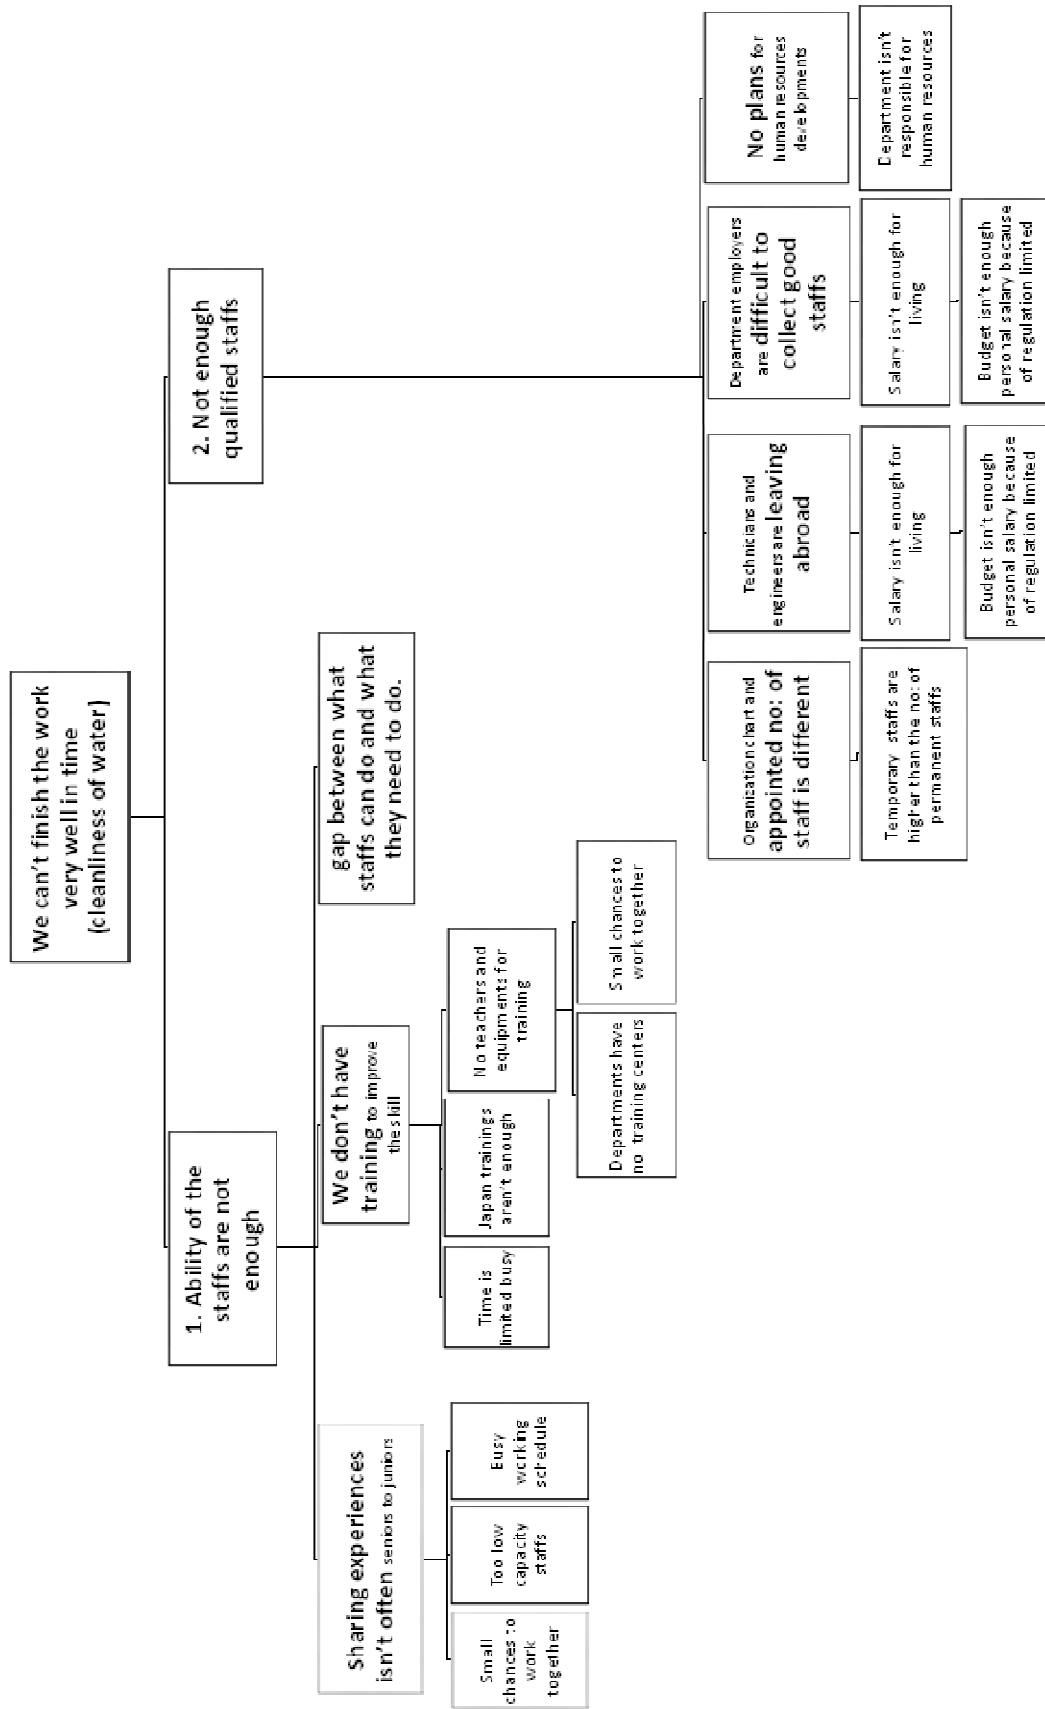 We can't finish the work
very well in time
(cleanliness of water)
1. Ability of the
staffs are not
enough
2. Not enough
qualified staffs
Sharing experiences
isn't often seniors to juniors
We don't have
training to improve
the skill
gap between what
staffs can do and what
they need to do.
Small
chances to
work
together
Too low
capacity
staffs
Busy
working
schedule
Time is
limited busy
Japan trainings
aren't enough
No teachers and
equipments for
training
Departments have
no training centers
Small chances to
work together
Organization chart and
appointed no: of
staff is different
Technicians and
engineers are leaving
abroad
Department employers
are difficult to
collect good
staffs
No plans for
human resources
developments
Temporary staffs are
higher than the no: of
permanent staffs
Salary isn't enough for
living
Salary isn't enough for
living
Department isn't
responsible for
human resources
Budget isn't enough
personal salary because
of regulation limited
Budget isn't enough
personal salary because
of regulation limited